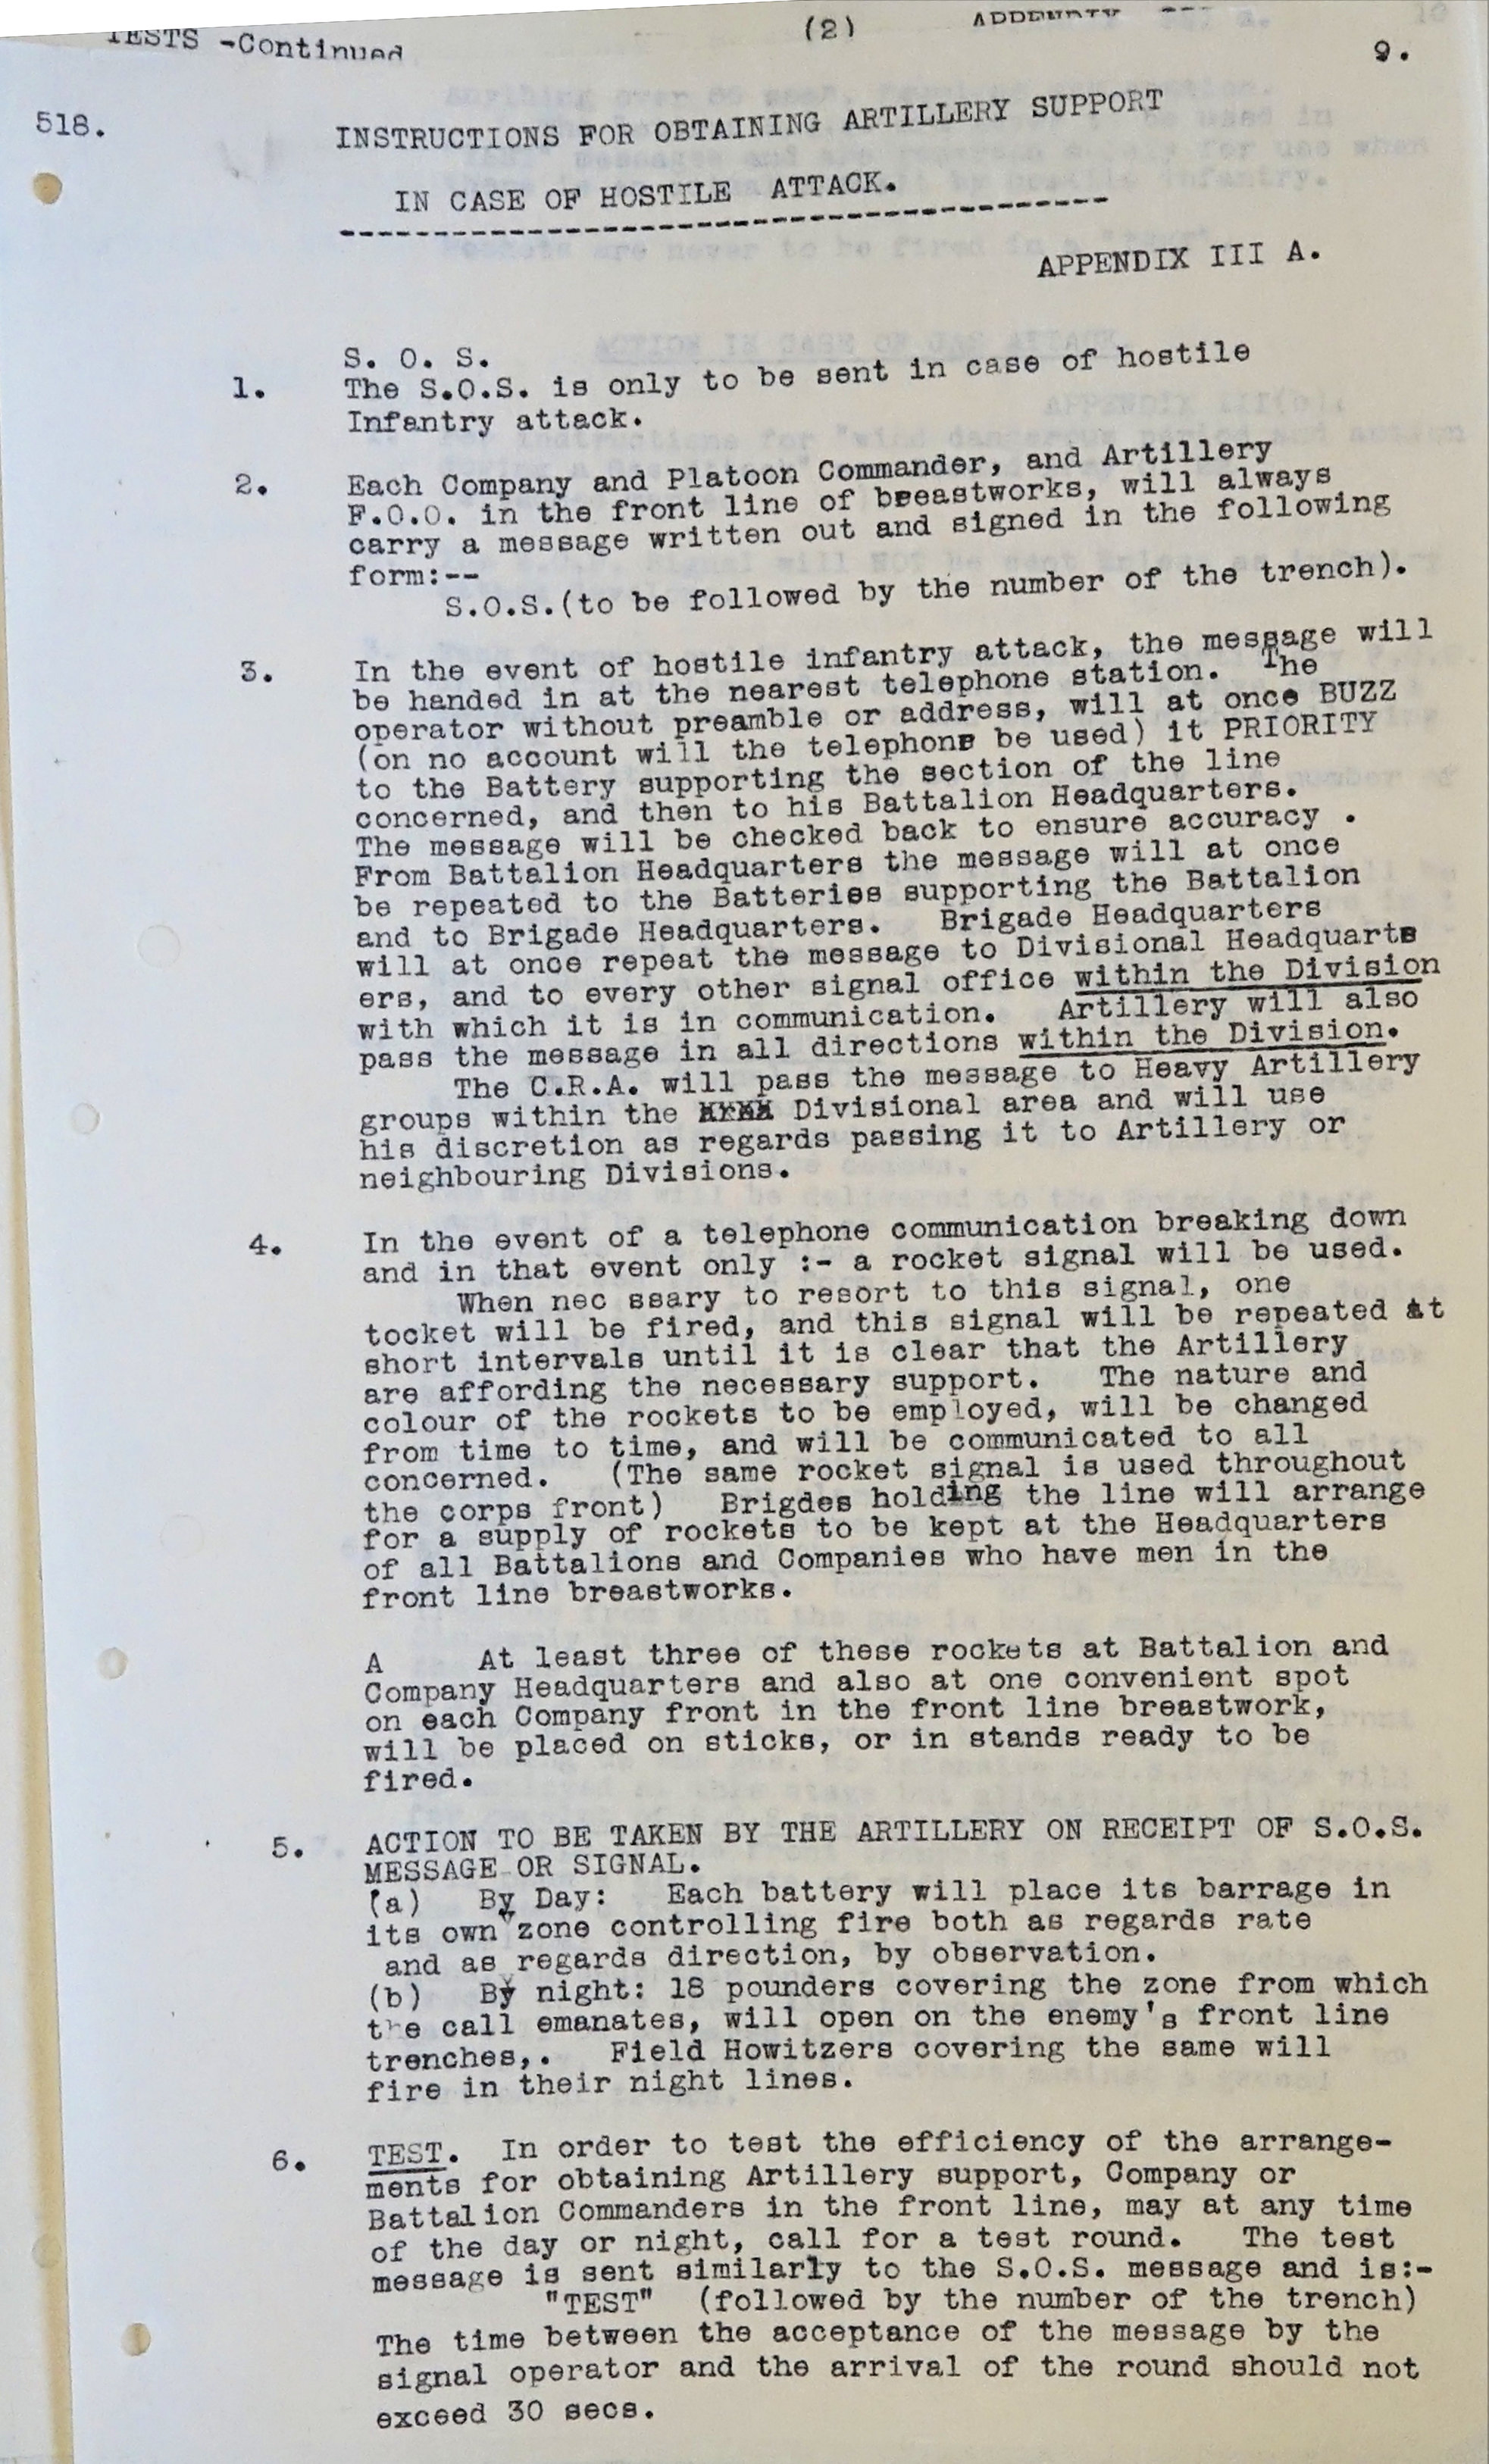 TESTS -Continued
(2)
APPENDIX
9.
518.
INSTRUCTIONS FOR OBTAINING ARTILLERY SUPPORT
IN CASE OF HOSTILE ATTACK.
APPENDIX III A.
S. O. S.
1. The S.O.S. is only to be sent in case of hostile
Infantry attack.
2. Each Company and Platoon Commander, and Artillery
F.O.O. in the front line of breastworks, will always
carry a message written out and signed in the following
form:--
S.O.S.(to be followed by the number of the trench).
3. In the event of hostile infantry attack, the message will
be handed in at the nearest telephone station. The
operator without preamble or address, will at once BUZZ
(on no account will the telephone be used) it PRIORITY
to the Battery supporting the section of the line
concerned, and then to his Battalion Headquarters.
The message will be checked back to ensure accuracy .
From Battalion Headquarters the message will at once
be repeated to the Batteries supporting the Battalion
and to Brigade Headquarters. Brigade Headquarters
will at once repeat the message to Divisional Headquarts
ers, and to every other signal office within the Division
with which it is in communication. Artillery will also
pass the message in all directions within the Division.
The C.R.A. will pass the message to Heavy Artillery
groups within the Divisional area and will use
his discretion as regards passing it to Artillery or
neighbouring Divisions.
4. In the event of a telephone communication breaking down
and in that event only :- a rocket signal will be used.
When nec ssary to resort to this signal, one
tocket will be fired, and this signal will be repeated at
short intervals until it is clear that the Artillery
are affording the necessary support. The nature and
colour of the rockets to be employed, will be changed
from time to time, and will be communicated to all
concerned. (The same rocket signal is used throughout
the corps front) Brigdes holding the line will arrange
for a supply of rockets to be kept at the Headquarters
of all Battalions and Companies who have men in the
front line breastworks.
A At least three of these rockets at Battalion and
Company Headquarters and also at one convenient spot
on each Company front in the front line breastwork,
will be placed on sticks, or in stands ready to be
fired.
5. ACTION TO BE TAKEN BY THE ARTILLERY ON RECEIPT OF S.O.S.
MESSAGE OR SIGNAL.
(a) By Day: Each battery will place its barrage in
its own zone controlling fire both as regards rate
and as regards direction, by observation.
(b) By night: 18 pounders covering the zone from which
the call emanates, will open on the enemy's front line
trenches,. Field Howitzers covering the same will
fire in their night lines.
6. TEST. In order to test the efficiency of the arrange-
ments for obtaining Artillery support, Company or
Battalion Commanders in the front line, may at any time
of the day or night, call for a test round. The test
message is sent similarly to the S.O.S. message and is:-
"TEST" (followed by the number of the trench)
The time between the acceptance of the message by the
signal operator and the arrival of the round should not
exceed 30 secs.